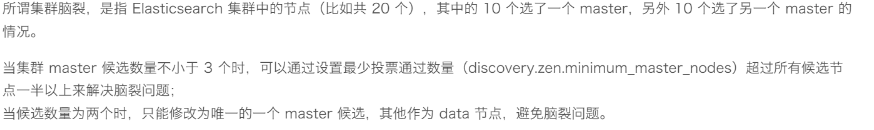 所谓集群脑裂，是指 Elasticsearch 集群中的节点（比如共 20 个），其中的 10 个选了一个 master，另外 10 个选了另一个 master 的
情况。
当集群 master 候选数量不小于 3 个时，可以通过设置最少投票通过数量（discovery.zen.minimum_master_nodes）超过所有候选节
点一半以上来解决脑裂问题；
当候选数量为两个时，只能修改为唯一的一个 master 候选，其他作为 data 节点，避免脑裂问题。